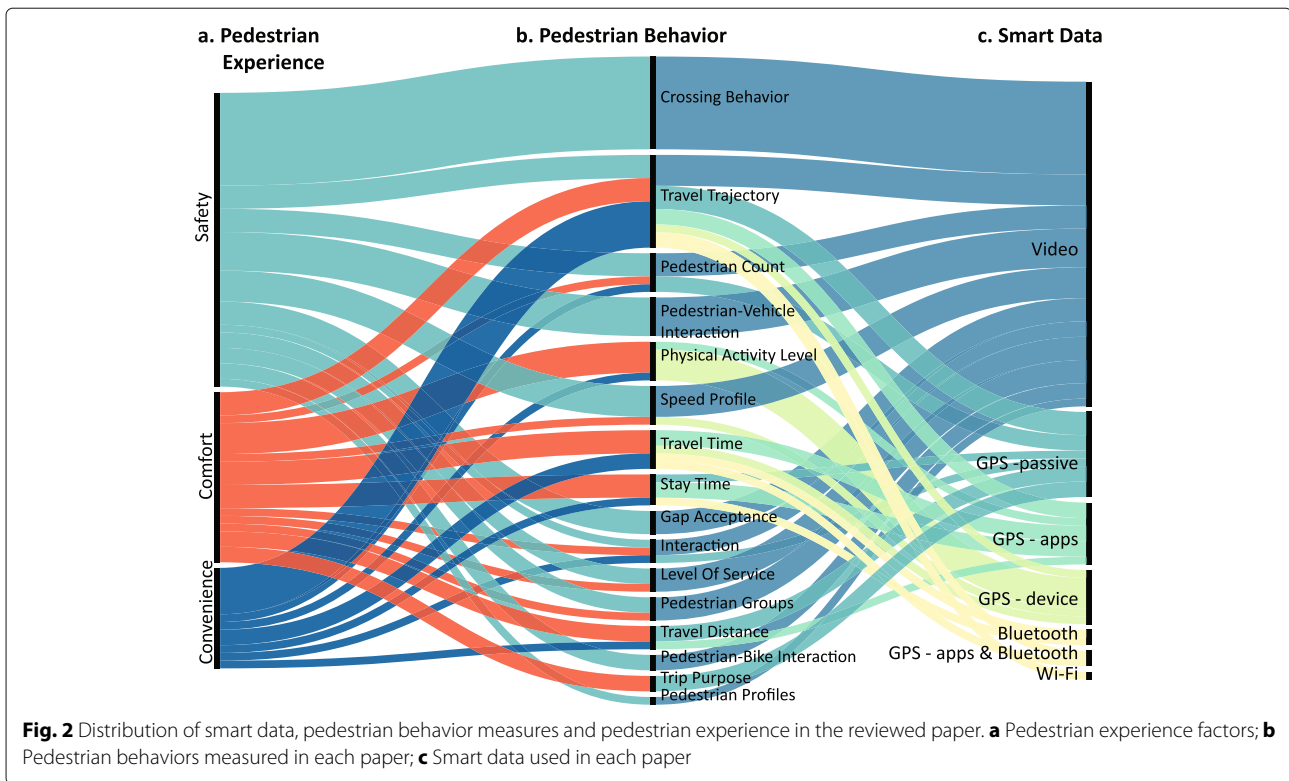 a. Pedestrian
Experience
b. Pedestrian Behavior
c. Smart Data
Safety
Comfort
Convenience
Crossing Behavior
Travel Trajectory
Pedestrian Count
Pedestrian-Vehicle
Interaction
Physical Activity Level
Speed Profile
Travel Time
Stay Time
Gap Acceptance
Interaction
Level Of Service
Pedestrian Groups
Travel Distance
Pedestrian-Bike Interaction
Trip Purpose
Pedestrian Profiles
Video
GPS -passive
GPS - apps
GPS - device
Bluetooth
GPS - apps & Bluetooth
Wi-Fi
Fig. 2 Distribution of smart data, pedestrian behavior measures and pedestrian experience in the reviewed paper. a Pedestrian experience factors; b
Pedestrian behaviors measured in each paper; c Smart data used in each paper